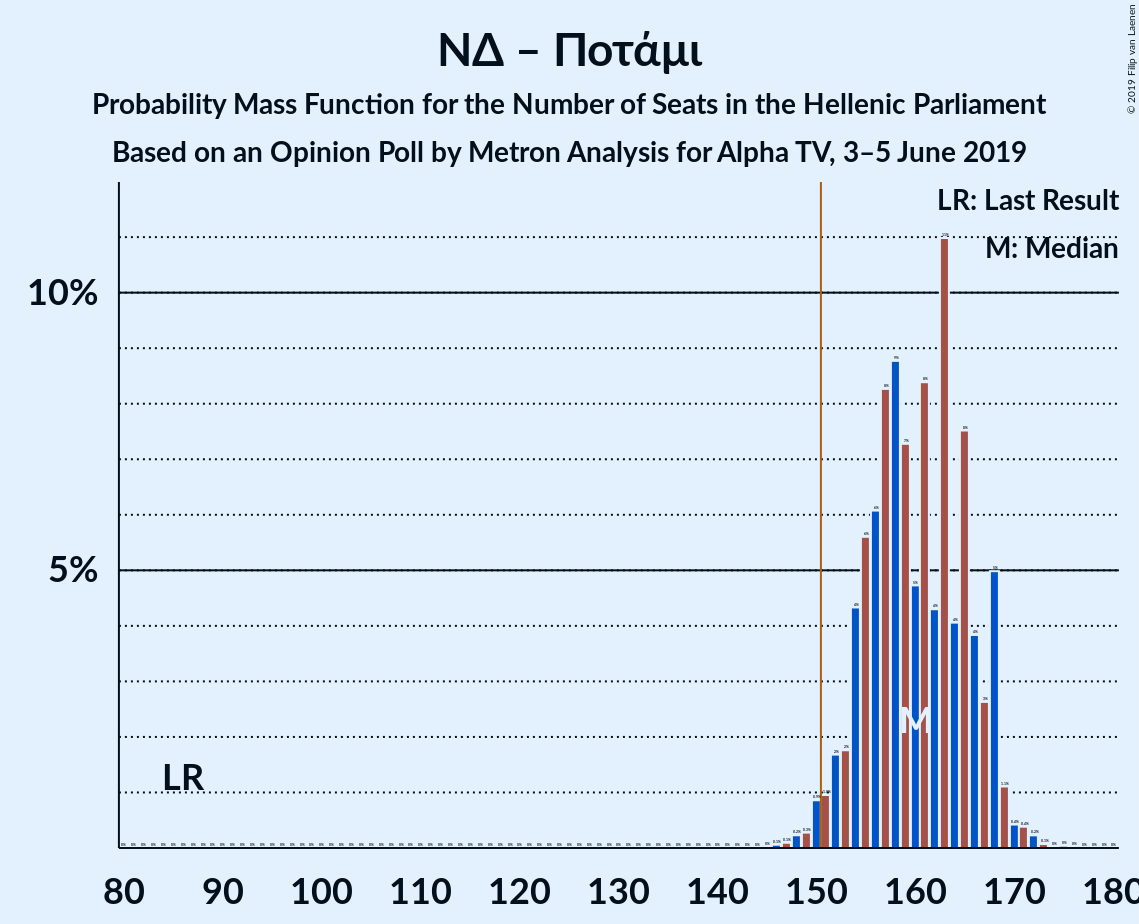 ΝΔ – Ποτάμι
Probability Mass Function for the Number of Seats in the Hellenic Parliament
Based on an Opinion Poll by Metron Analysis for Alpha TV, 3–5 June 2019
© 2019 Filip van Laenen
LR: Last Result
M: Median
10%
5%
LR
M
80 90 100 110 120 130 140 150 160 170 180